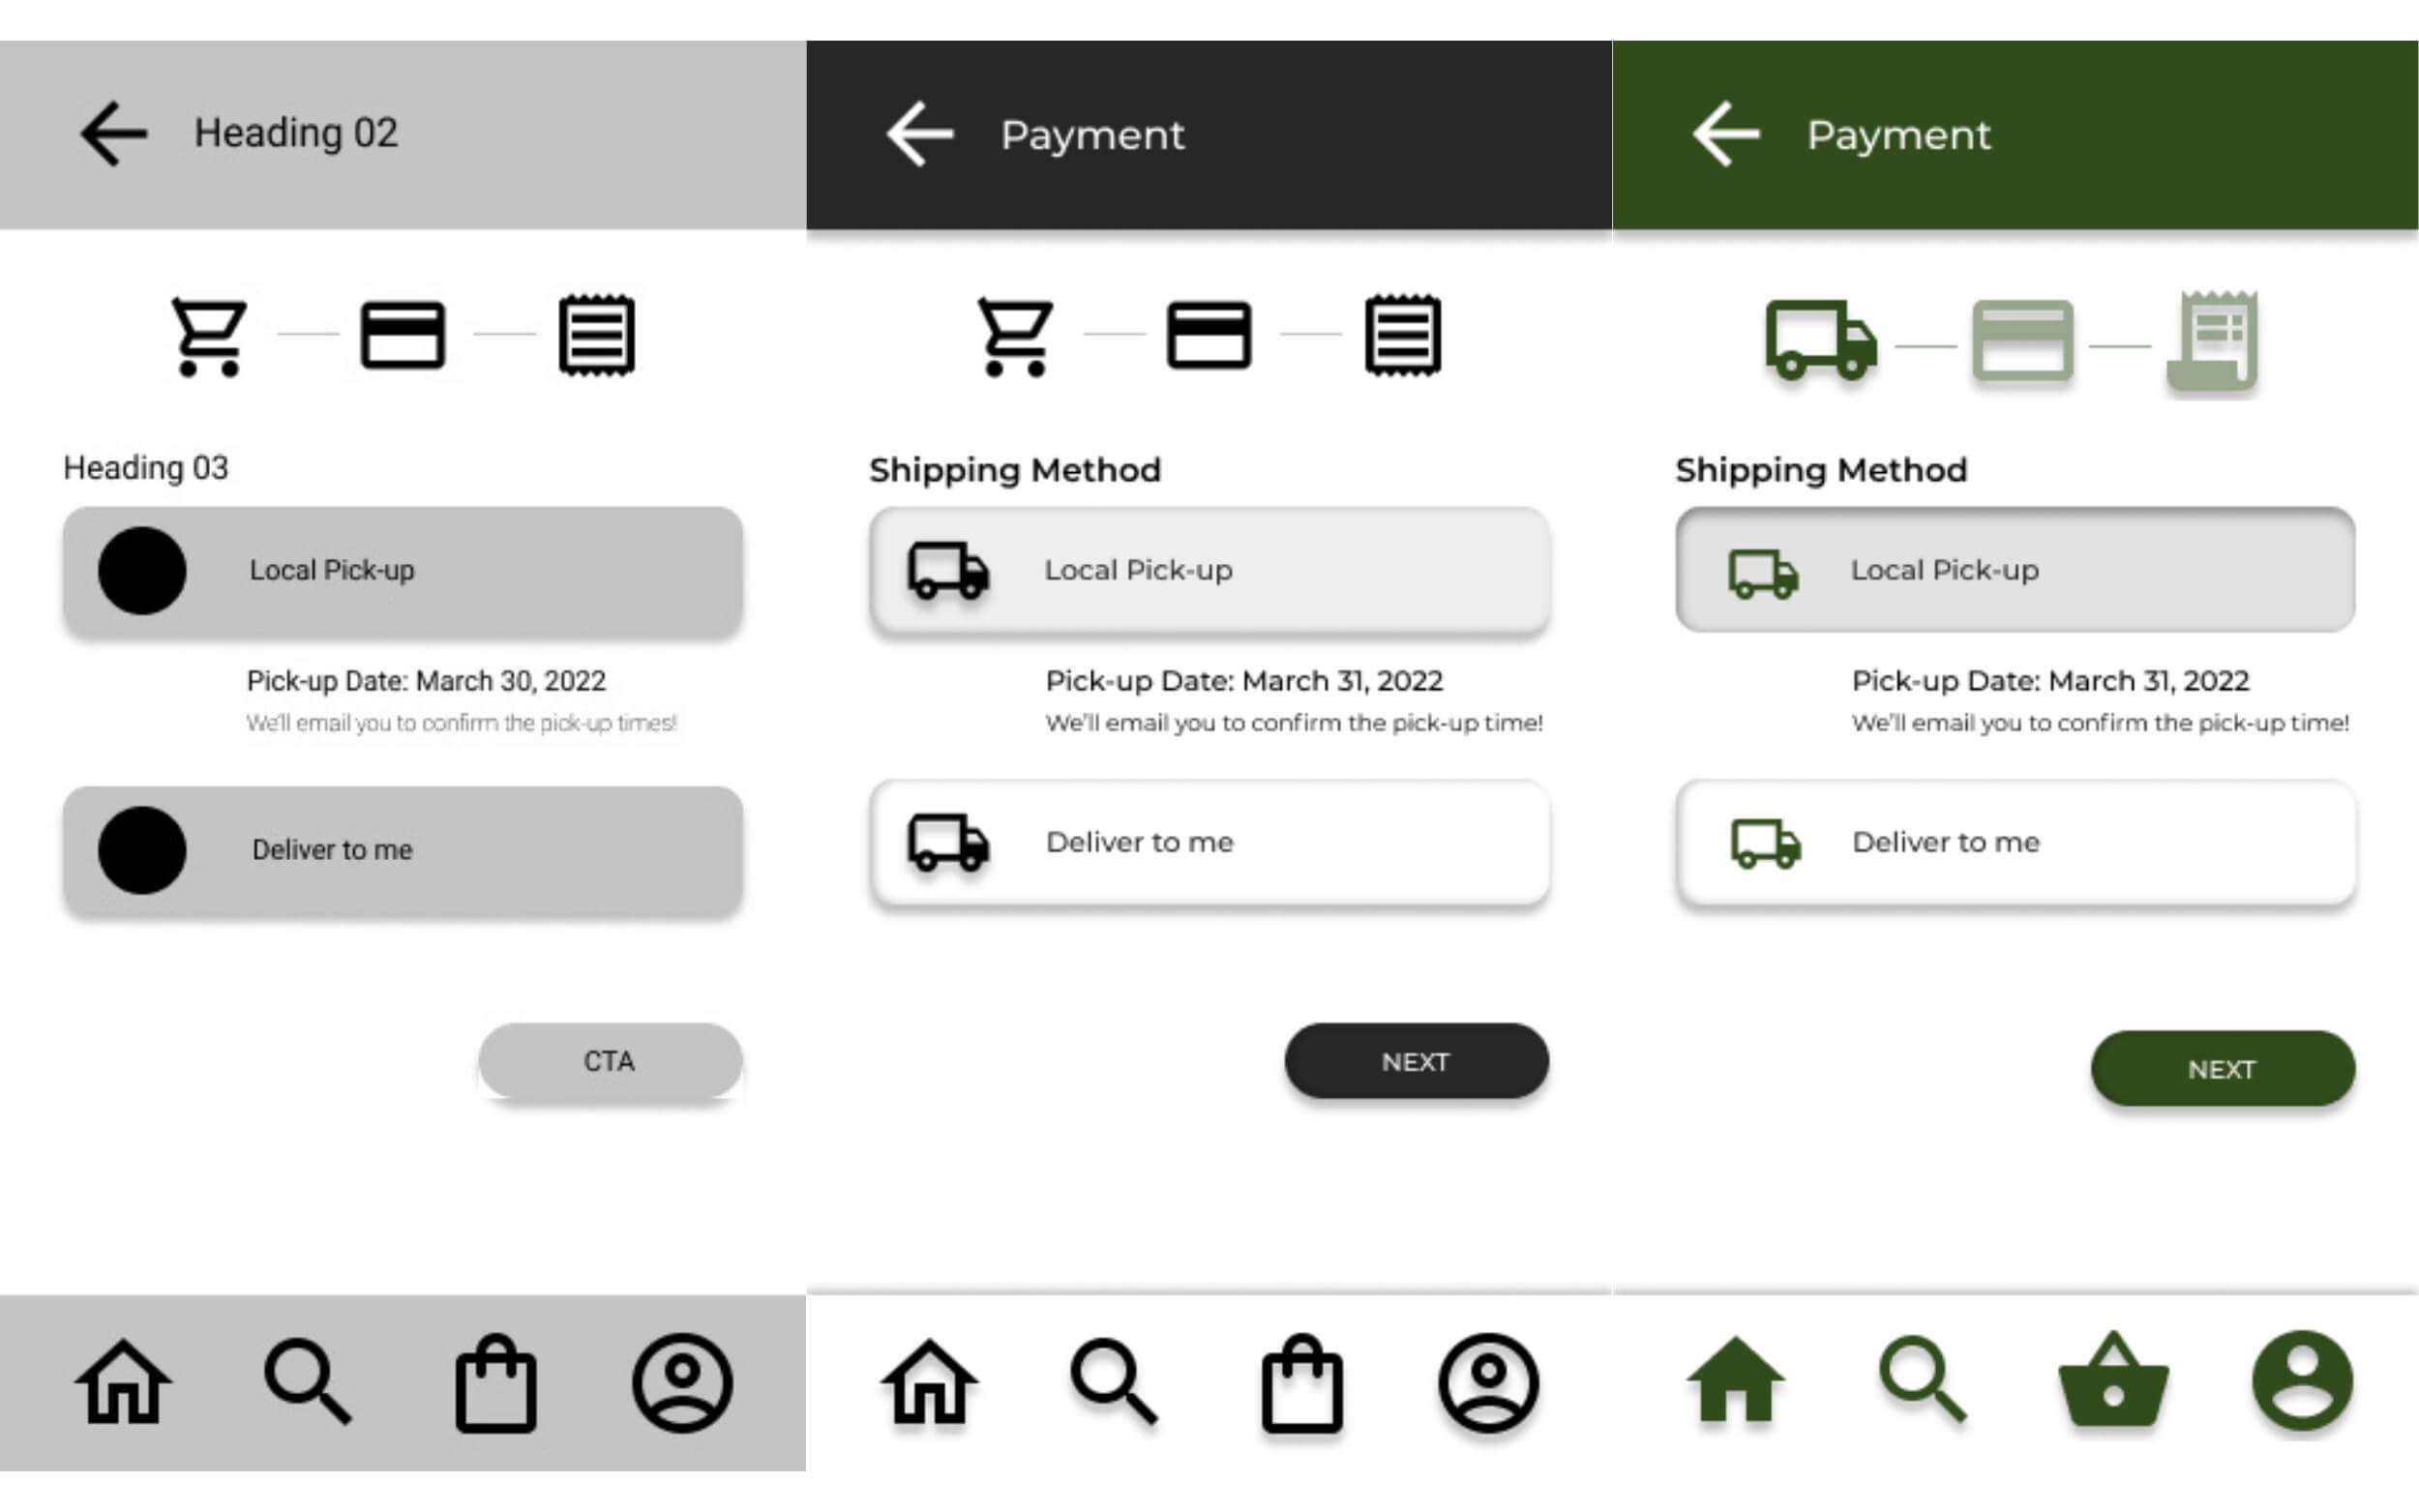 Heading 02
Heading 03
Local Pick-up
Pick-up Date: March 30, 2022
We'll email you to confirm the pick-up times!
Deliver to me
CTA
Payment
Shipping Method
Local Pick-up
Pick-up Date: March 31, 2022
We'll email you to confirm the pick-up time!
Deliver to me
NEXT
Payment
Shipping Method
Local Pick-up
Pick-up Date: March 31, 2022
We'll email you to confirm the pick-up time!
Deliver to me
NEXT